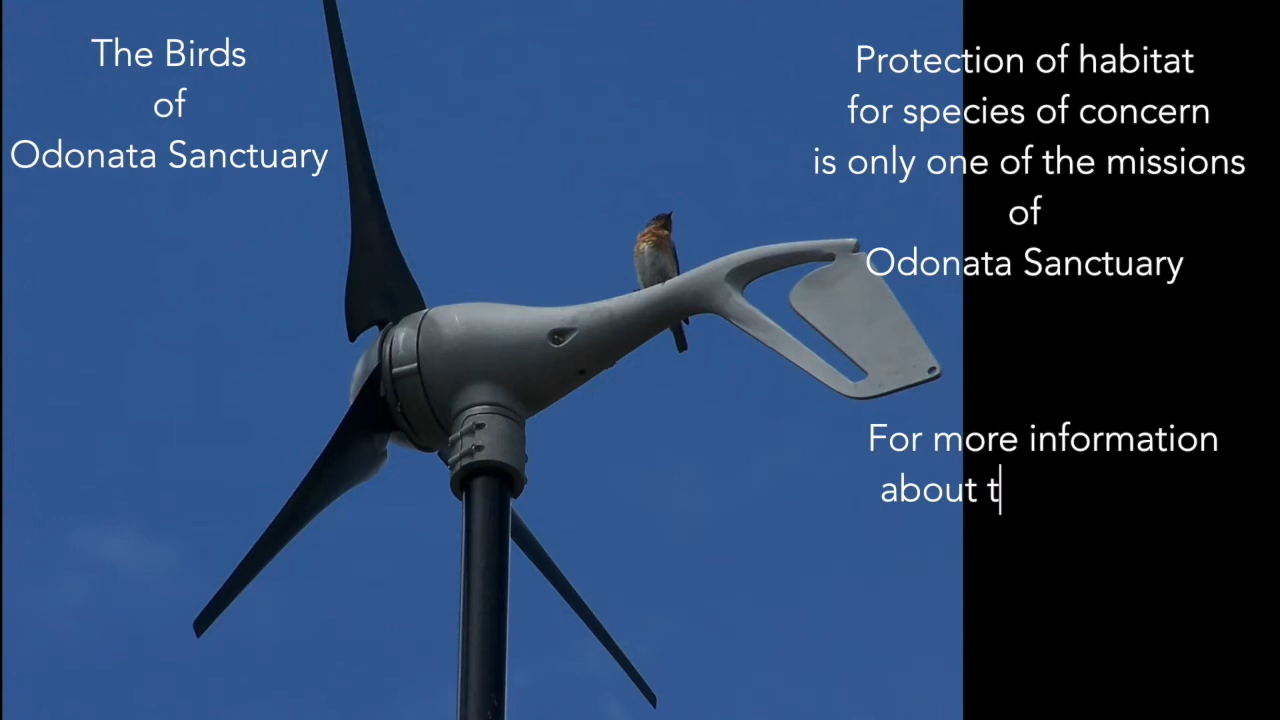 The Birds
of
Odonata Sanctuary
Protection of habitat
for species of concern
is only one of the missions
of
Odonata Sanctuary
For more information
about t